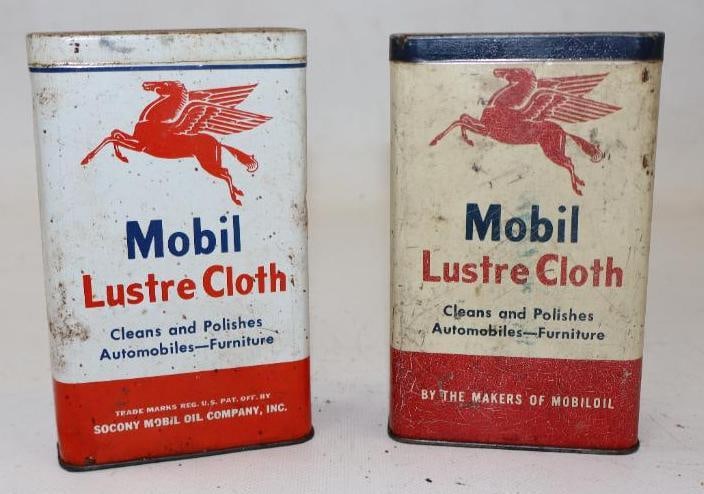 Mobil
Lustre Cloth
Cleans and Polishes
Automobiles—Furniture
TRADE MARKS REG. U.S. PAT. OFF. BY
SOCONY MOBIL OIL COMPANY, INC.
Mobil
Lustre Cloth
Cleans and Polishes
Automobiles—Furniture
BY THE MAKERS OF MOBILOIL